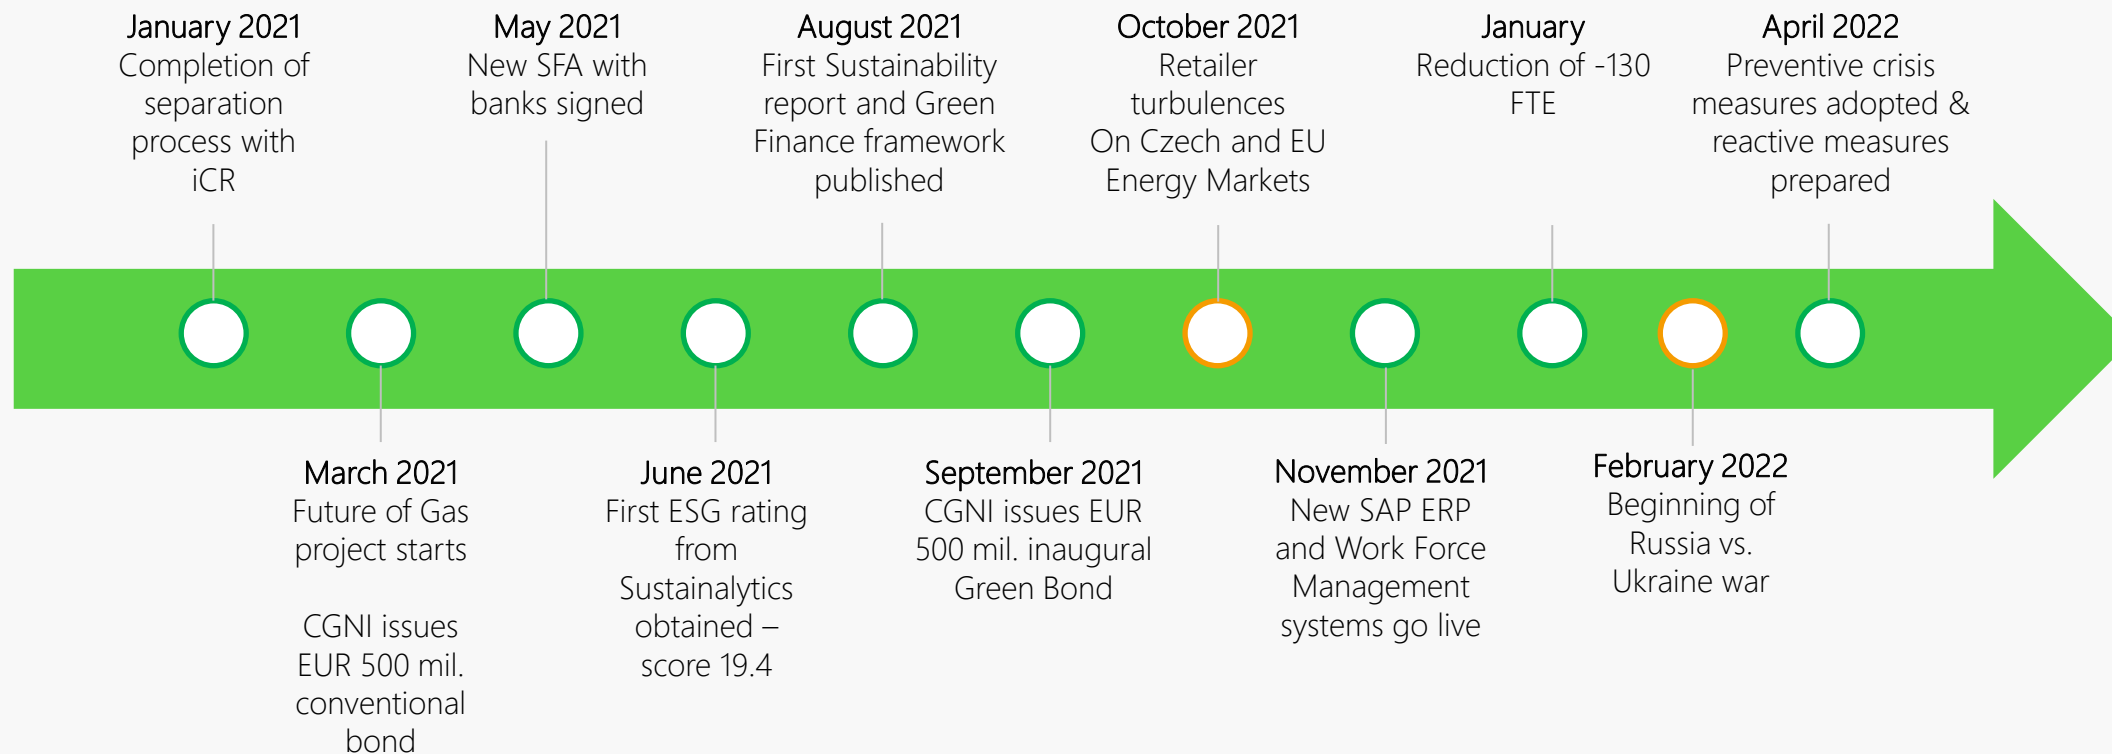 January 2021
Completion of
separation
process with
iCR
May 2021
New SFA with
banks signed
August 2021
First Sustainability
report and Green
Finance framework
published
October 2021
Retailer
turbulences
On Czech and EU
Energy Markets
January
Reduction of -130
FTE
April 2022
Preventive crisis
measures adopted &
reactive measures
prepared
March 2021
Future of Gas
project starts
CGNI issues
EUR 500 mil.
conventional
bond
June 2021
First ESG rating
from
Sustainalytics
obtained –
score 19.4
September 2021
CGNI issues EUR
500 mil. inaugural
Green Bond
November 2021
New SAP ERP
and Work Force
Management
systems go live
February 2022
Beginning of
Russia vs.
Ukraine war